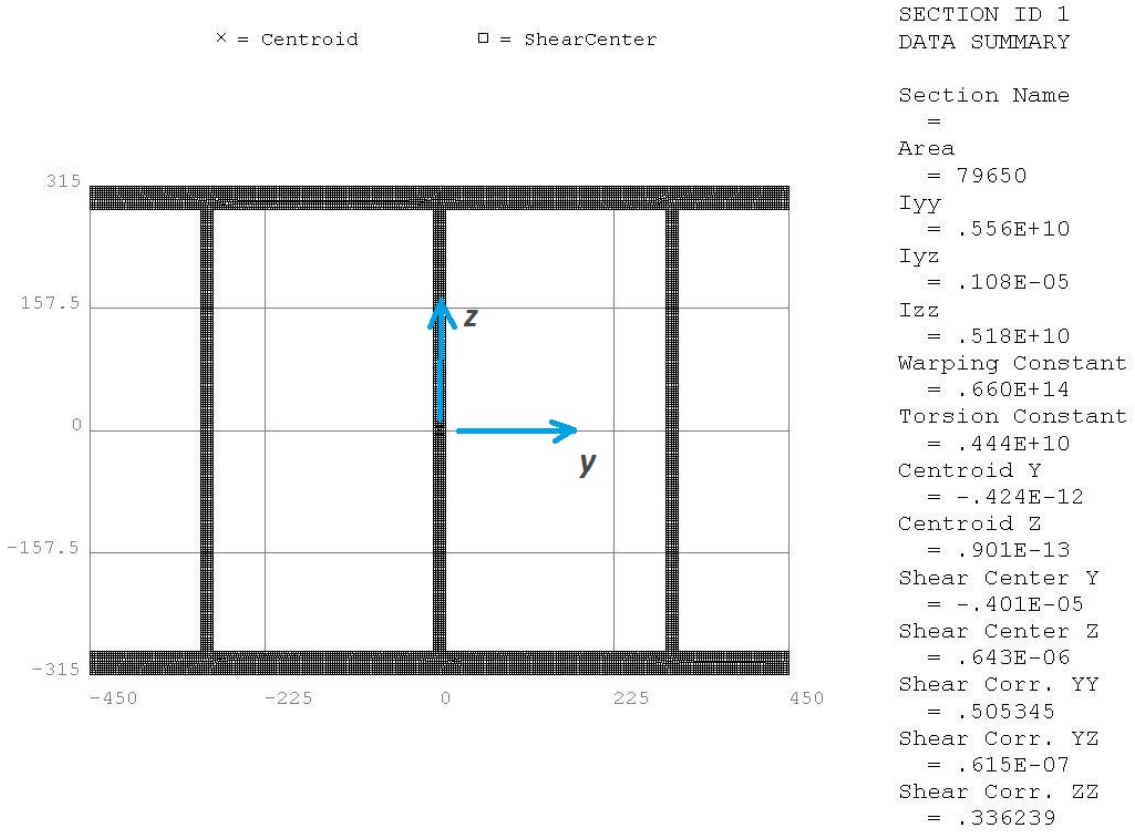 × = Centroid
□ = ShearCenter
315
157.5
0
-157.5
-315
-450
-225
0
225
450
z
y
SECTION ID 1
DATA SUMMARY
Section Name
=
Area
= 79650
Iyy
= .556E+10
Iyz
= .108E-05
Izz
= .518E+10
Warping Constant
= .660E+14
Torsion Constant
= .444E+10
Centroid Y
= -.424E-12
Centroid Z
= .901E-13
Shear Center Y
= -.401E-05
Shear Center Z
= .643E-06
Shear Corr. YY
= .505345
Shear Corr. YZ
= .615E-07
Shear Corr. ZZ
= .336239